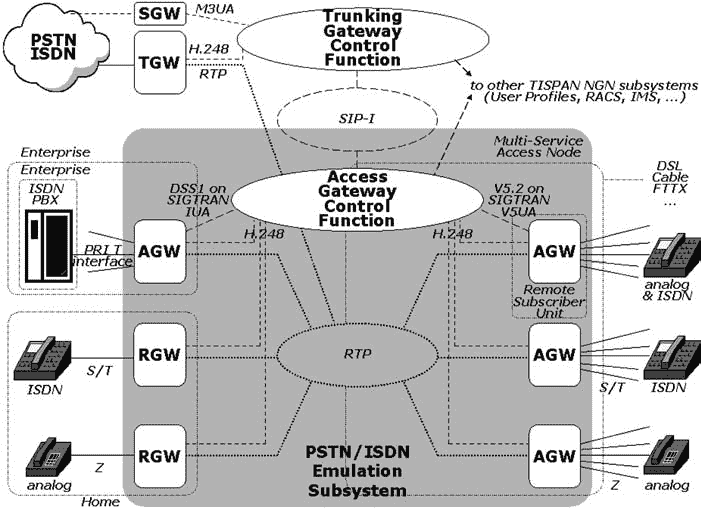 PSTN
ISDN
SGW
M3UA
TGW
H.248
RTP
Trunking
Gateway
Control
Function
to other TISPAN NGN subsystems
(User Profiles, RACS, IMS, ...)
SIP-I
Multi-Service
Access Node
Enterprise
Enterprise
ISDN
PBX
DSS1 on
SIGTRAN
IUA
Access
Gateway
Control
Function
V5.2 on
SIGTRAN
V5UA
DSL
Cable
FTTX
...
PRI T
interface
AGW
H.248
H.248
AGW
Remote
Subscriber
Unit
analog
& ISDN
RGW
S/T
ISDN
RTP
AGW
S/T
ISDN
RGW
Z
analog
Home
PSTN/ISDN
Emulation
Subsystem
AGW
Z
analog